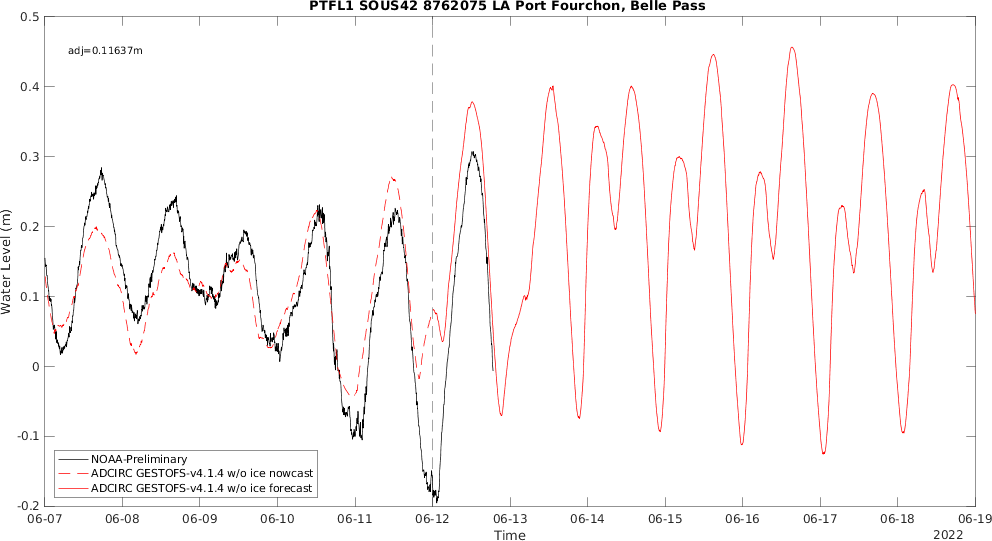 PTFL1 SOUS42 8762075 LA Port Fourchon, Belle Pass
0.5
adj=0.11637m
0.4
0.3
0.2
0.1
0
-0.1
-0.2
Water Level (m)
NOAA-Preliminary
ADCIRC GESTOFS-v4.1.4 w/o ice nowcast
ADCIRC GESTOFS-v4.1.4 w/o ice forecast
06-07 06-08 06-09 06-10 06-11 06-12 06-13 06-14 06-15 06-16 06-17 06-18 06-19
Time
2022